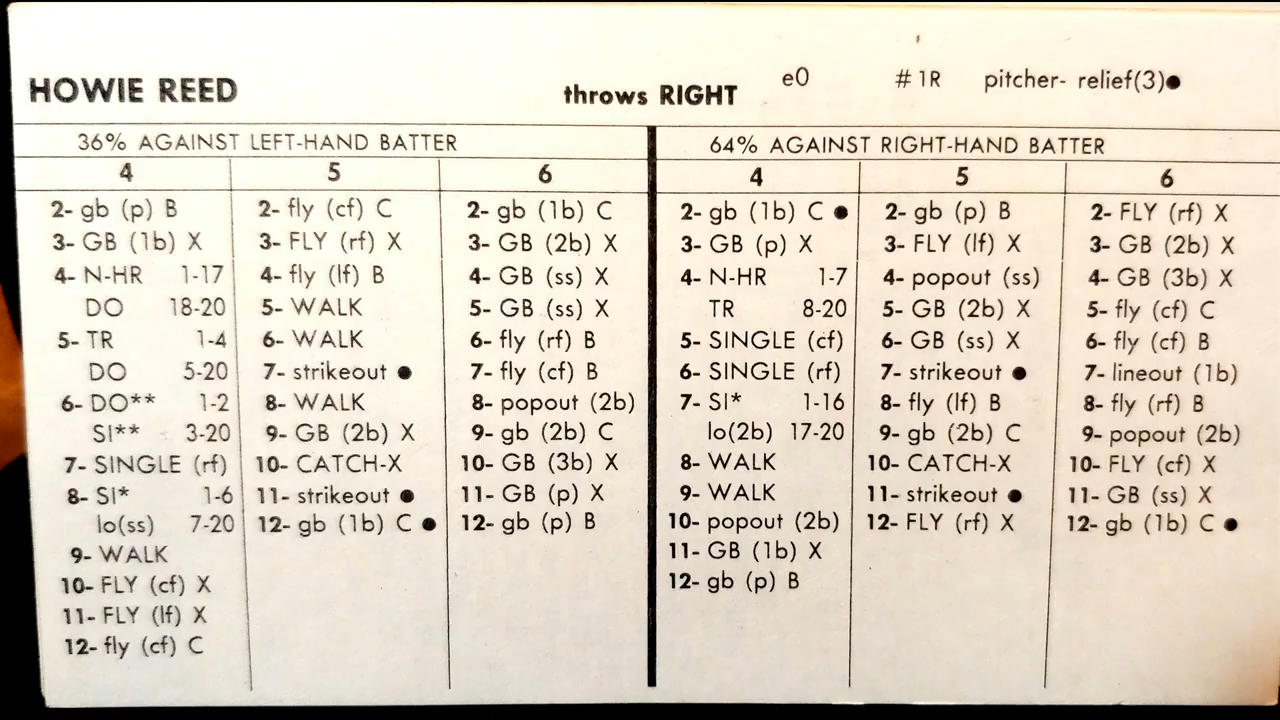 HOWIE REED throws RIGHT e0 #1R pitcher- relief(3)●
36% AGAINST LEFT-HAND BATTER 64% AGAINST RIGHT-HAND BATTER
4 5 6 4 5 6
2- gb (p) B 2- fly (cf) C 2- gb (1b) C 2- gb (1b) C ● 2- gb (p) B 2- FLY (rf) X
3- GB (1b) X 3- FLY (rf) X 3- GB (2b) X 3- GB (p) X 3- FLY (lf) X 3- GB (2b) X
4- N-HR 1-17 4- fly (lf) B 4- GB (ss) X 4- N-HR 1-7 4- popout (ss) 4- GB (3b) X
DO 18-20 5- WALK 5- GB (ss) X TR 8-20 5- GB (2b) X 5- fly (cf) C
5- TR 1-4 6- WALK 6- fly (rf) B 5- SINGLE (cf) 6- GB (ss) X 6- fly (cf) B
DO 5-20 7- strikeout ● 7- fly (cf) B 6- SINGLE (rf) 7- strikeout ● 7- lineout (1b)
6- DO** 1-2 8- WALK 8- popout (2b) 7- SI* 1-16 8- fly (lf) B 8- fly (rf) B
SI** 3-20 9- GB (2b) X 9- gb (2b) C lo(2b) 17-20 9- gb (2b) C 9- popout (2b)
7- SINGLE (rf) 10- CATCH-X 10- GB (3b) X 8- WALK 10- CATCH-X 10- FLY (cf) X
8- SI* 1-6 11- strikeout ● 11- GB (p) X 9- WALK 11- strikeout ● 11- GB (ss) X
lo(ss) 7-20 12- gb (1b) C ● 12- gb (p) B 10- popout (2b) 12- FLY (rf) X 12- gb (1b) C ●
9- WALK 11- GB (1b) X
10- FLY (cf) X 12- gb (p) B
11- FLY (lf) X
12- fly (cf) C